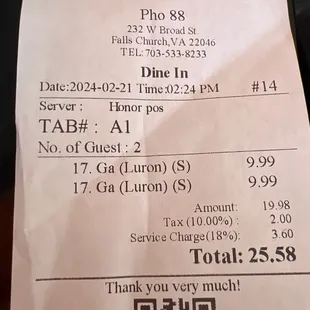 Pho 88
232 W Broad St.
Falls Church,VA 22046
TEL:703-533-8233
Dine In
Date:2024-02-21 Time:02:24 PM #14
Server : Honor pos
TAB# : A1
No. of Guest : 2
17. Ga (Luron) (S) 9.99
17. Ga (Luron) (S) 9.99
Amount: 19.98
Tax (10.00%) : 2.00
Service Charge(18%): 3.60
Total: 25.58
Thank you very much!